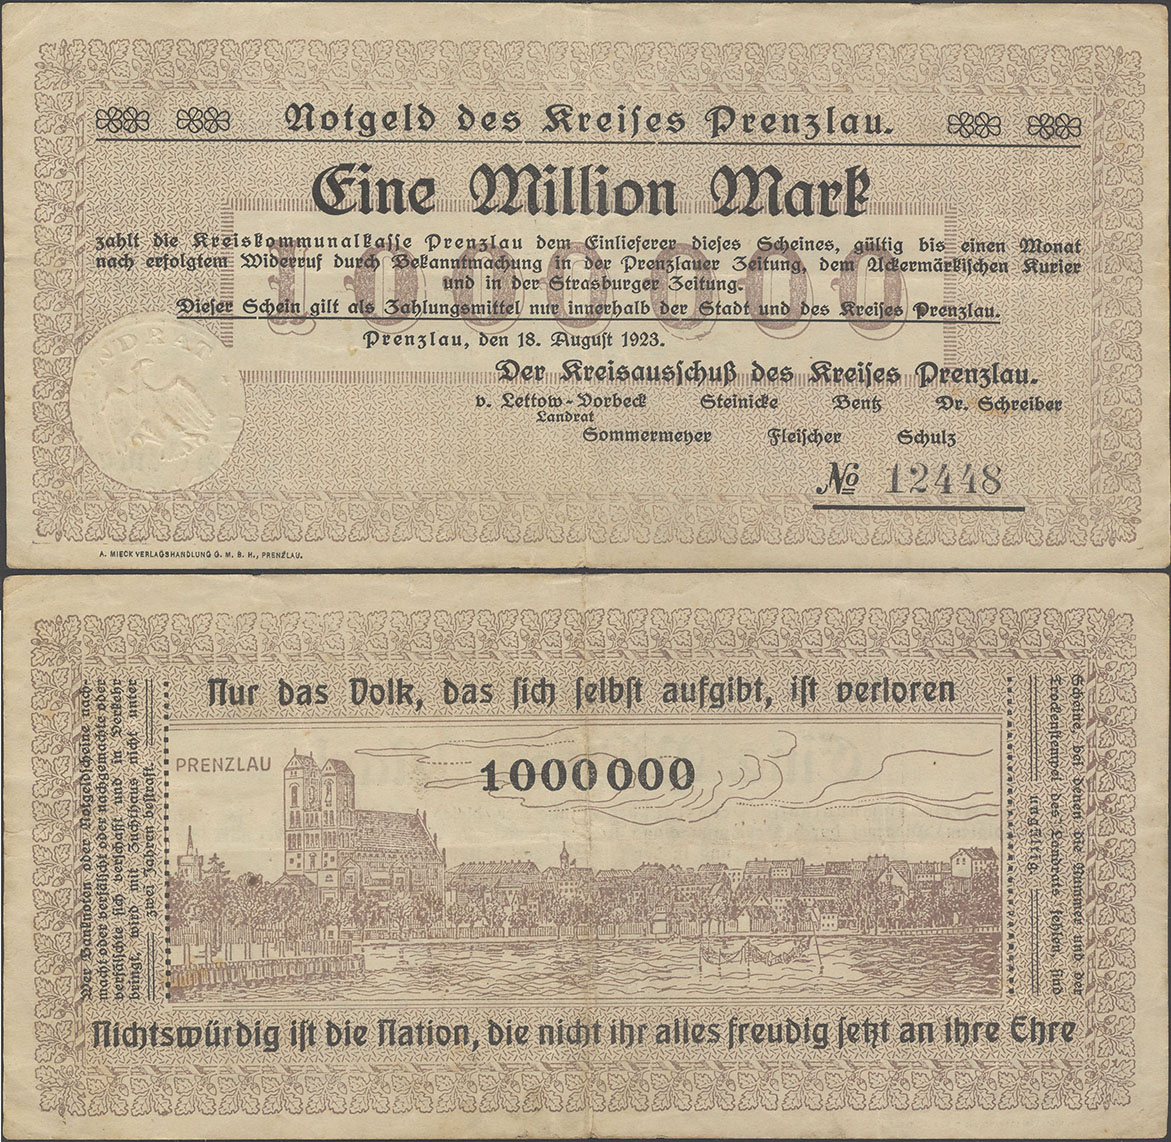 Notgeld des Kreises Prenzlau.
Eine Million Mark
1000000
zahlt die Kreiskommunalkasse Prenzlau dem Einlieferer dieses Scheines, gültig bis einen Monat
nach erfolgtem Widerruf durch Bekanntmachung in der Prenzlauer Zeitung, dem Uckermärkischen Kurier
und in der Strasburger Zeitung.
Dieser Schein gilt als Zahlungsmittel nur innerhalb der Stadt und des Kreises Prenzlau.
Prenzlau, den 18. August 1923.
Der Kreisausschuß des Kreises Prenzlau.
v. Lettow-Vorbeck Steinicke Bentz Dr. Schreiber
Landrat
Sommermeyer Fleischer Schulz
No 12448
A. MIECK VERLAGSHANDLUNG G. M. B. H., PRENZLAU.
Nur das Volk, das sich selbst aufgibt, ist verloren
Wer Banknoten oder Notgeldscheine nach-
macht oder verfälscht oder nachgemachte oder
verfälschte sich verschafft und in Verkehr
bringt, wird mit Zuchthaus nicht unter
zwei Jahren bestraft.
PRENZLAU
1000000
Scheine, bei denen die Nummer und der
Trockenstempel des Landrats fehlen, sind
ungültig.
Nichtswürdig ist die Nation, die nicht ihr alles freudig setzt an ihre Ehre